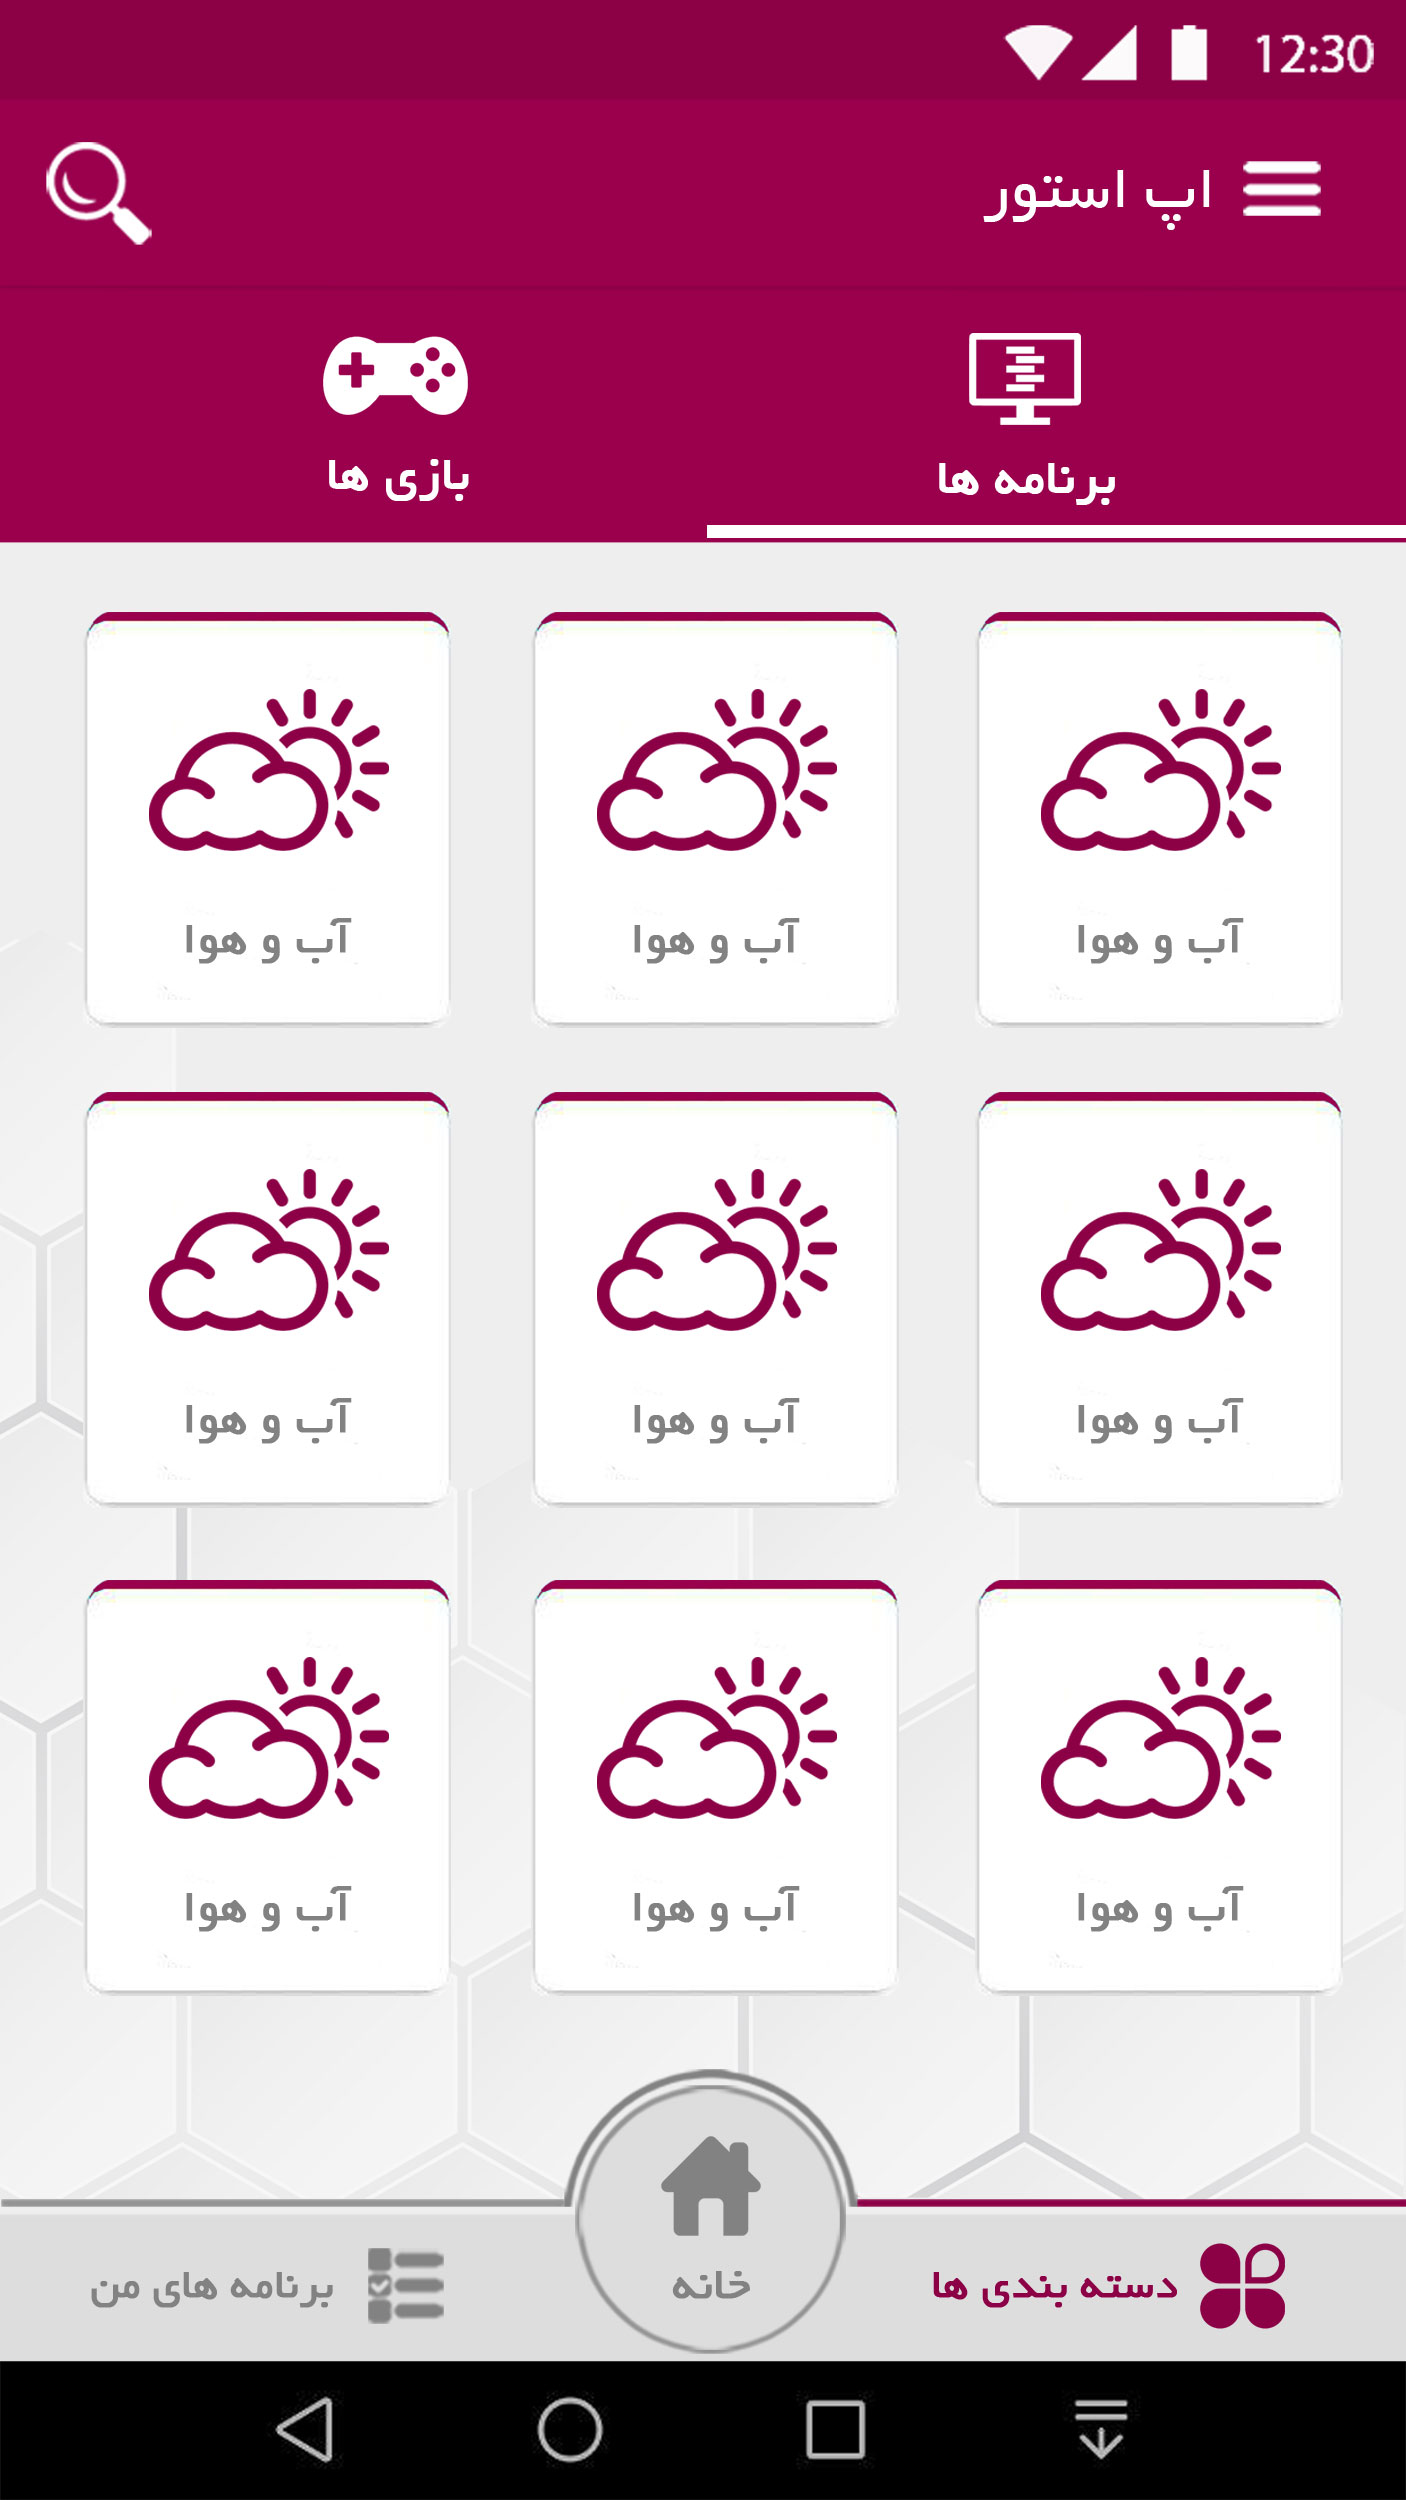 12:30
اپ استور
برنامه ها
بازی ها
آب و هوا
آب و هوا
آب و هوا
آب و هوا
آب و هوا
آب و هوا
آب و هوا
آب و هوا
آب و هوا
دسته بندی ها
خانه
برنامه های من